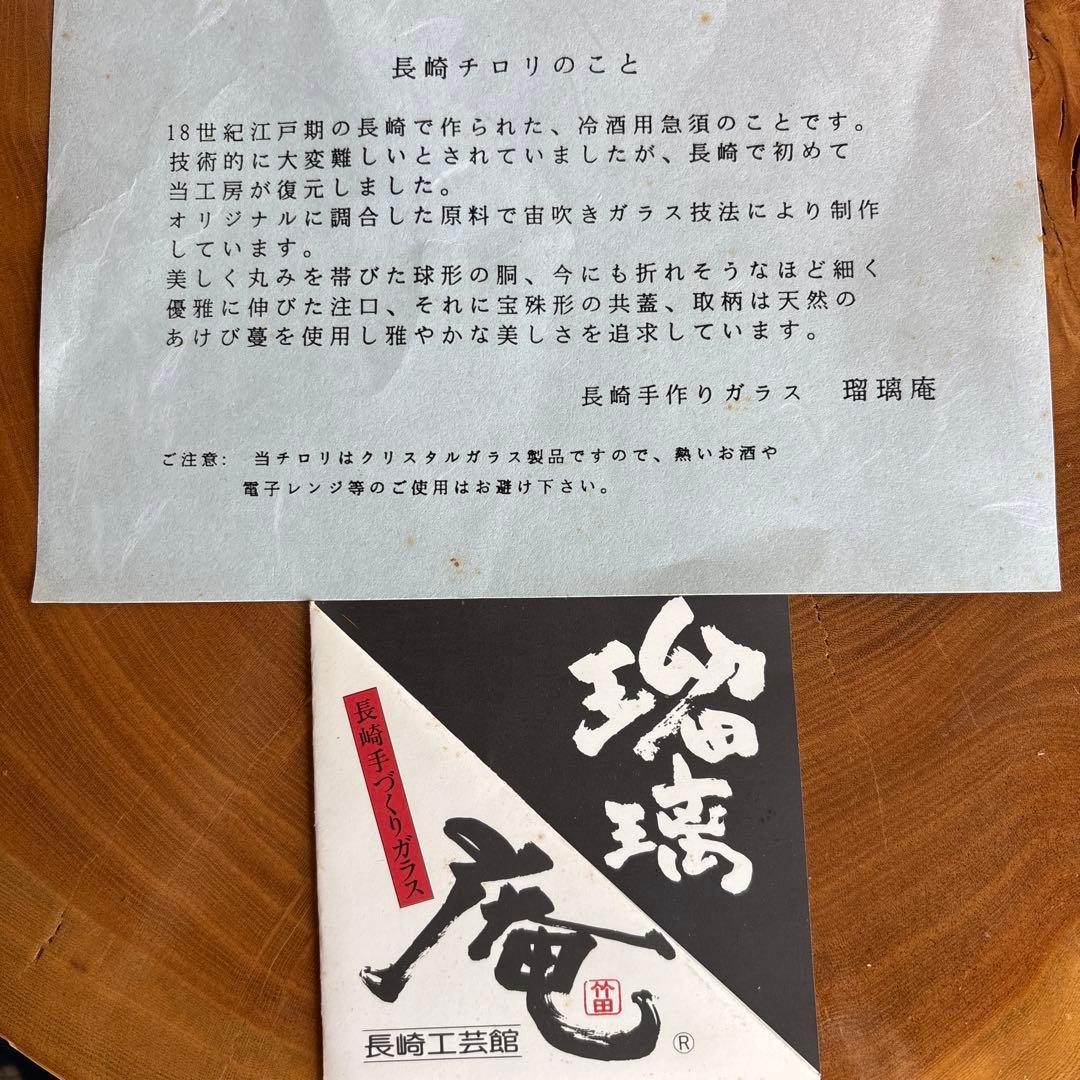 長崎チロリのこと
18世紀江戸期の長崎で作られた、冷酒用急須のことです。
技術的に大変難しいとされていましたが、長崎で初めて
当工房が復元しました。
オリジナルに調合した原料で宙吹きガラス技法により制作
しています。
美しく丸みを帯びた球形の胴、今にも折れそうなほど細く
優雅に伸びた注口、それに宝殊形の共蓋、取柄は天然の
あけび蔓を使用し雅やかな美しさを追求しています。
長崎手作りガラス　瑠璃庵
ご注意:　当チロリはクリスタルガラス製品ですので、熱いお酒や
電子レンジ等のご使用はお避け下さい。
瑠璃
庵
長崎手づくりガラス
竹田
長崎工芸館
®